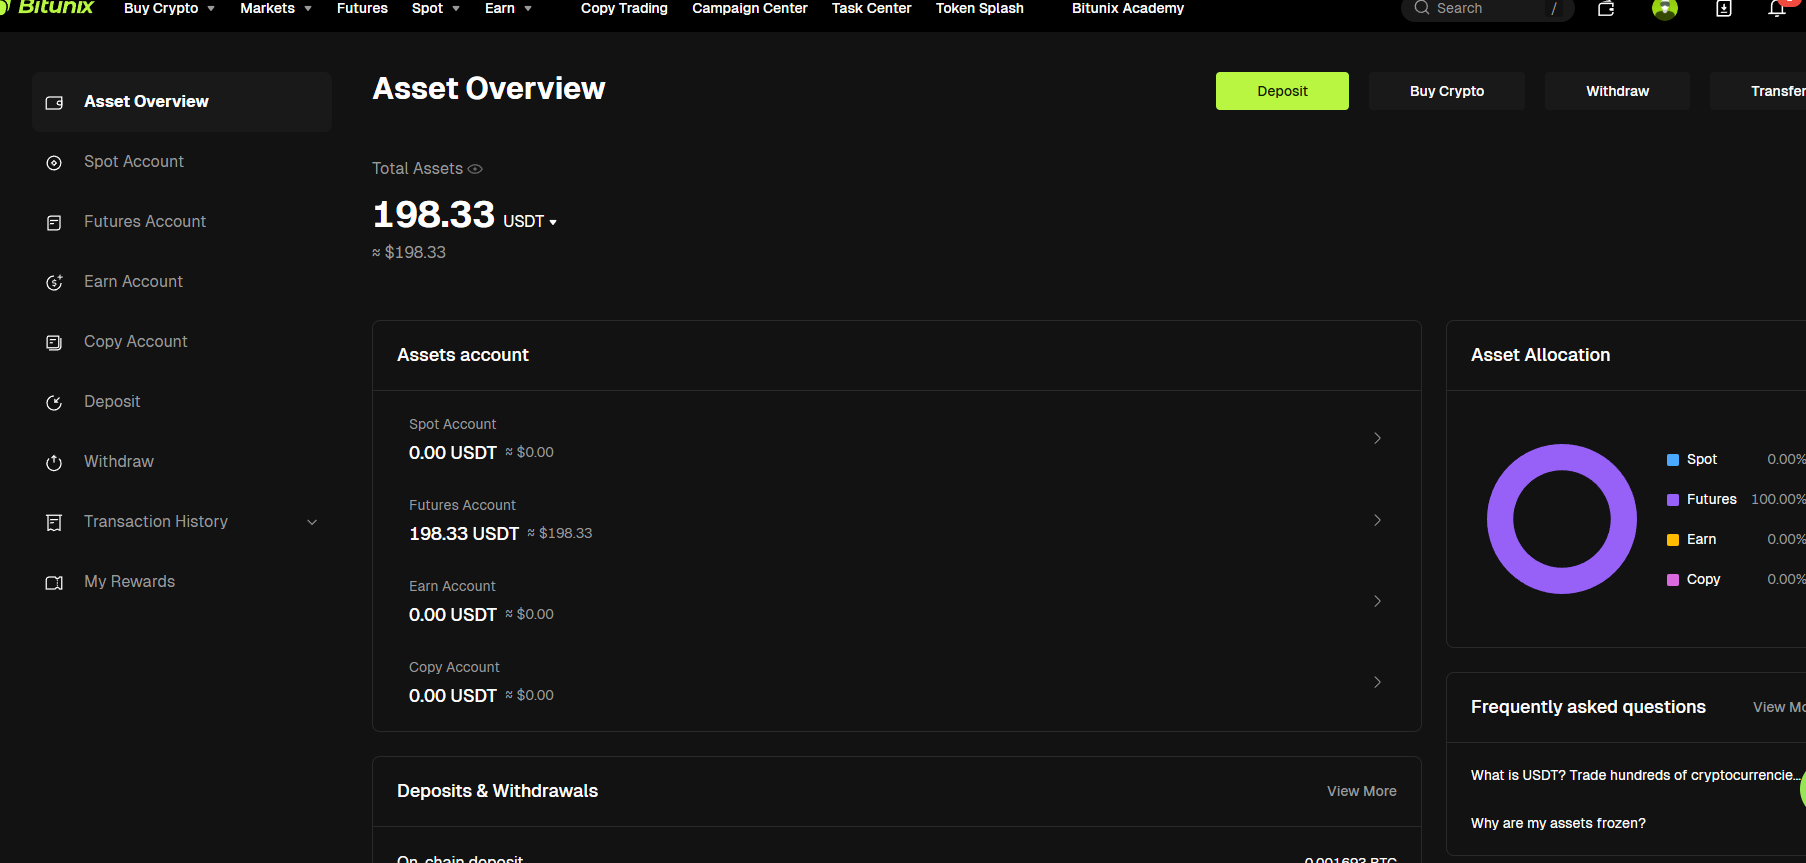 Bitunix Buy Crypto Markets Futures Spot Earn Copy Trading Campaign Center Task Center Token Splash Bitunix Academy Search /
Asset Overview
Spot Account
Futures Account
Earn Account
Copy Account
Deposit
Withdraw
Transaction History
My Rewards
Asset Overview
Deposit Buy Crypto Withdraw Transfer
Total Assets
198.33 USDT
≈ $198.33
Assets account
Spot Account
0.00 USDT ≈ $0.00
Futures Account
198.33 USDT ≈ $198.33
Earn Account
0.00 USDT ≈ $0.00
Copy Account
0.00 USDT ≈ $0.00
Asset Allocation
Spot 0.00%
Futures 100.00%
Earn 0.00%
Copy 0.00%
Deposits & Withdrawals View More
On-chain deposit 0.001693 BTC
Frequently asked questions View Mo
What is USDT? Trade hundreds of cryptocurrencie...
Why are my assets frozen?